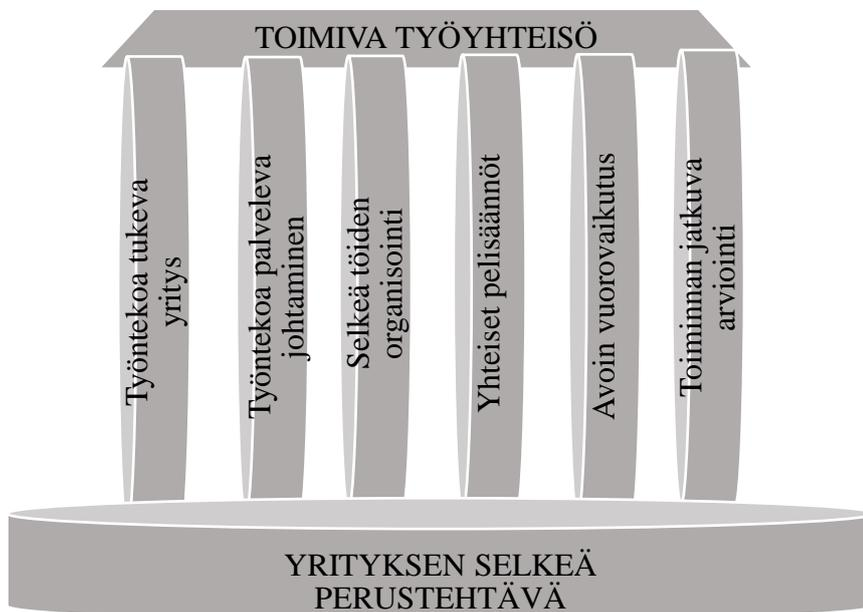 TOIMIVA TYÖYHTEISÖ
Työntekoa tukeva
yritys
Työntekoa palveleva
johtaminen
Selkeä töiden
organisointi
Yhteiset pelisäännöt
Avoin vuorovaikutus
Toiminnan jatkuva
arviointi
YRITYKSEN SELKEÄ
PERUSTEHTÄVÄ